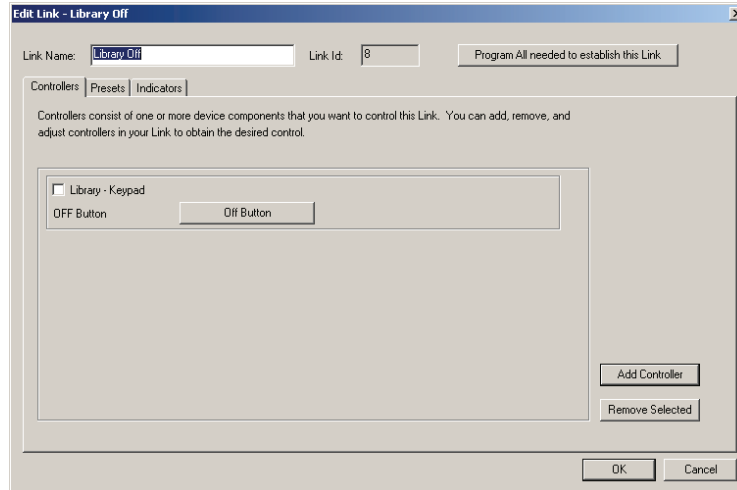 Edit Link - Library Off
Link Name: Library Off Link Id: 8 Program All needed to establish this Link
Controllers Presets Indicators
Controllers consist of one or more device components that you want to control this Link. You can add, remove, and
adjust controllers in your Link to obtain the desired control.
Library - Keypad
OFF Button Off Button
Add Controller
Remove Selected
OK Cancel